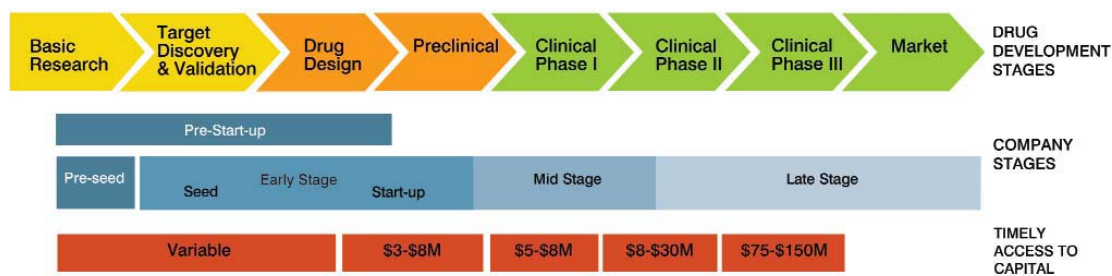 Basic
Research
Target
Discovery
& Validation
Drug
Design
Preclinical
Clinical
Phase I
Clinical
Phase II
Clinical
Phase III
Market
DRUG
DEVELOPMENT
STAGES
Pre-Start-up
Pre-seed
Seed
Early Stage
Start-up
Mid Stage
Late Stage
COMPANY
STAGES
Variable
$3-$8M
$5-$8M
$8-$30M
$75-$150M
TIMELY
ACCESS TO
CAPITAL